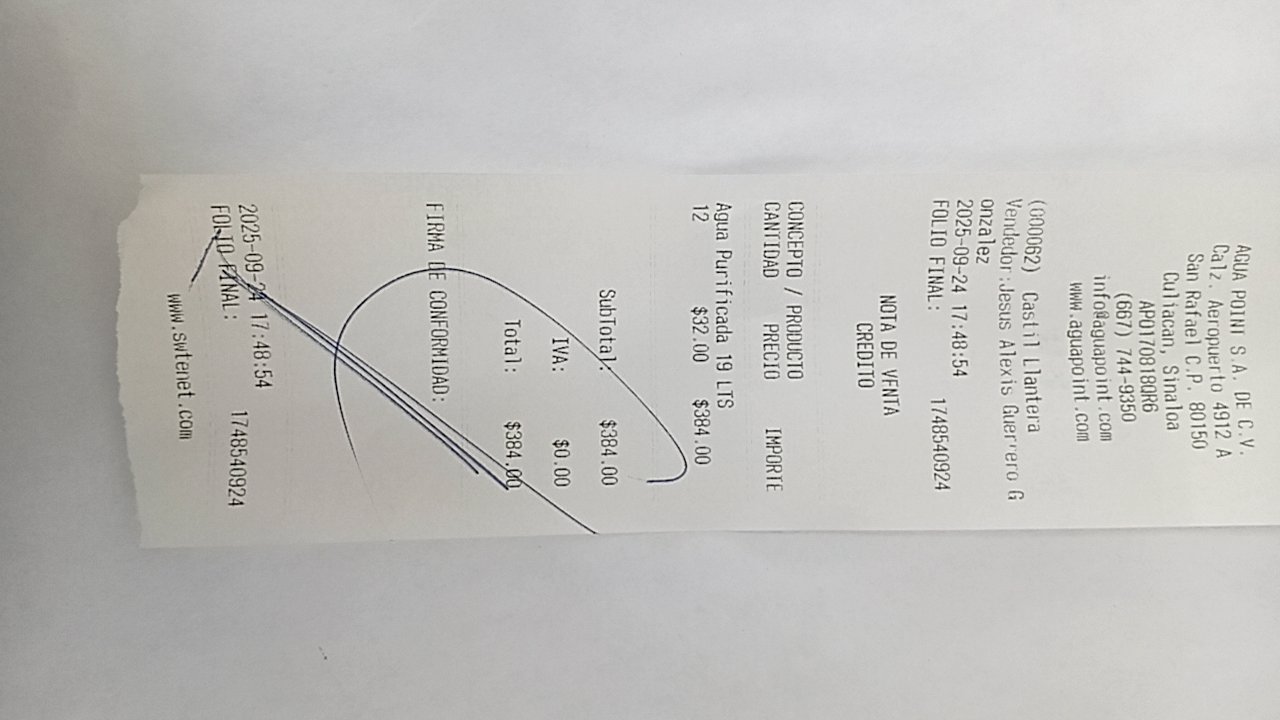 AGUA POINT S.A. DE C.V.
Calz. Aeropuerto 4912 A
San Rafael C.P. 80150
Culiacan, Sinaloa
APO170818QR6
(667) 744-9350
info@aguapoint.com
www.aguapoint.com
(000062) Castil Llantera
Vendedor:Jesus Alexis Guerrero G
onzalez
2025-09-24 17:48:54
FOLIO FINAL: 1748540924
NOTA DE VENTA
CREDITO
CONCEPTO / PRODUCTO
CANTIDAD PRECIO IMPORTE
Agua Purificada 19 LTS
12 $32.00 $384.00
SubTotal: $384.00
IVA: $0.00
Total: $384.00
FIRMA DE CONFORMIDAD:
2025-09-24 17:48:54
FOLIO FINAL: 1748540924
www.swtenet.com